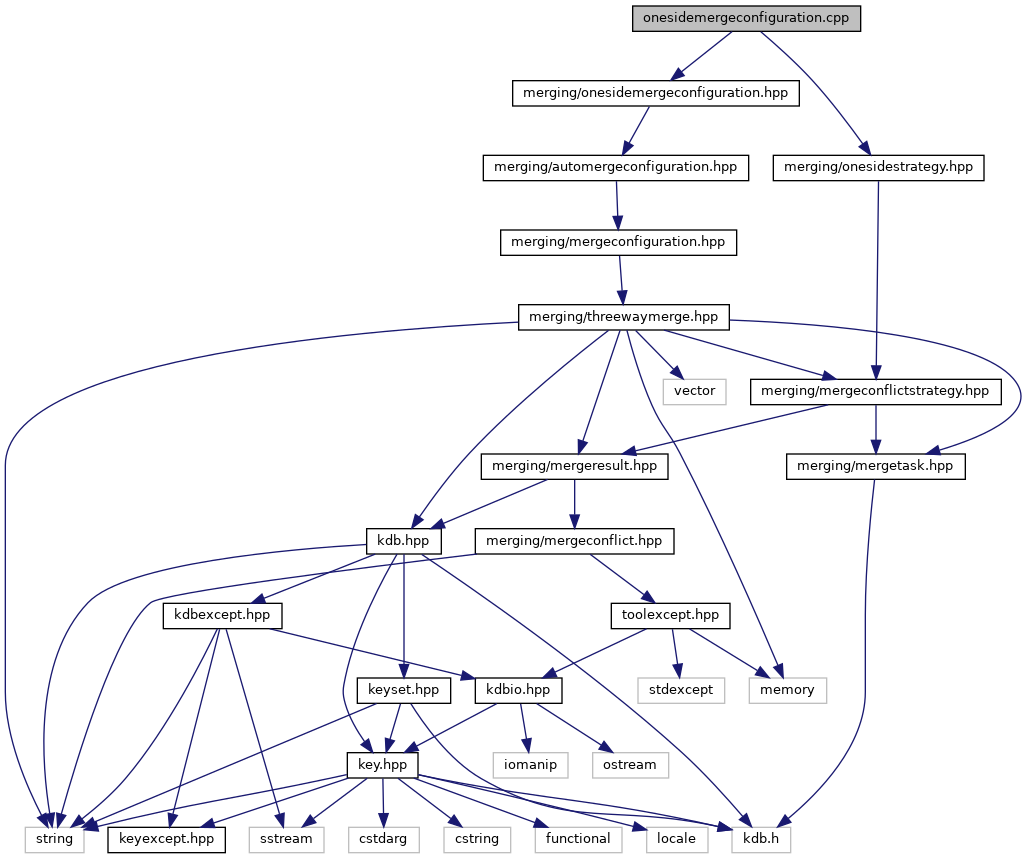 onesidemergeconfiguration.cpp
merging/onesidemergeconfiguration.hpp
merging/automergeconfiguration.hpp
merging/onesidestrategy.hpp
merging/mergeconfiguration.hpp
merging/threewaymerge.hpp
vector
merging/mergeconflictstrategy.hpp
merging/mergeresult.hpp
merging/mergetask.hpp
kdb.hpp
merging/mergeconflict.hpp
kdbexcept.hpp
toolexcept.hpp
keyset.hpp
kdbio.hpp
stdexcept
memory
key.hpp
iomanip
ostream
string
keyexcept.hpp
sstream
cstdarg
cstring
functional
locale
kdb.h